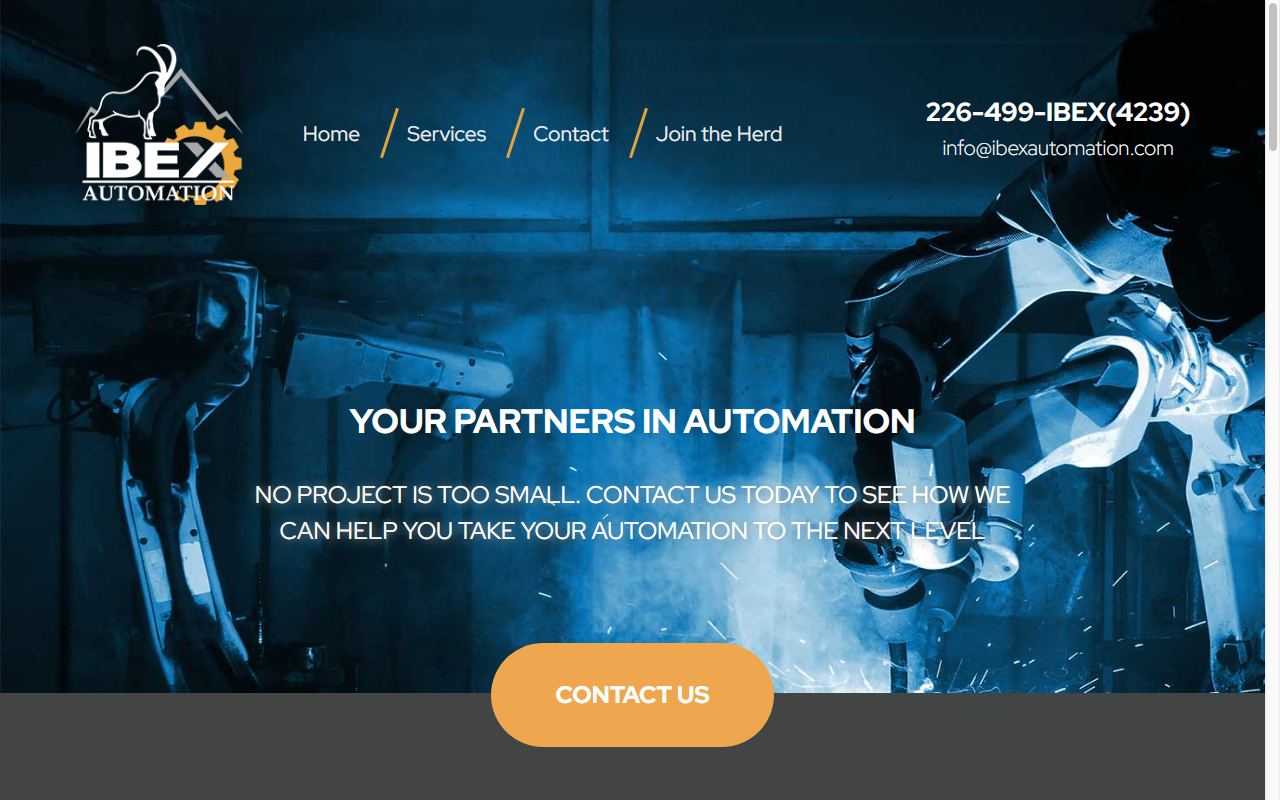 IBEX
AUTOMATION
Home
Services
Contact
Join the Herd
226-499-IBEX(4239)
info@ibexautomation.com
YOUR PARTNERS IN AUTOMATION
NO PROJECT IS TOO SMALL. CONTACT US TODAY TO SEE HOW WE
CAN HELP YOU TAKE YOUR AUTOMATION TO THE NEXT LEVEL
CONTACT US